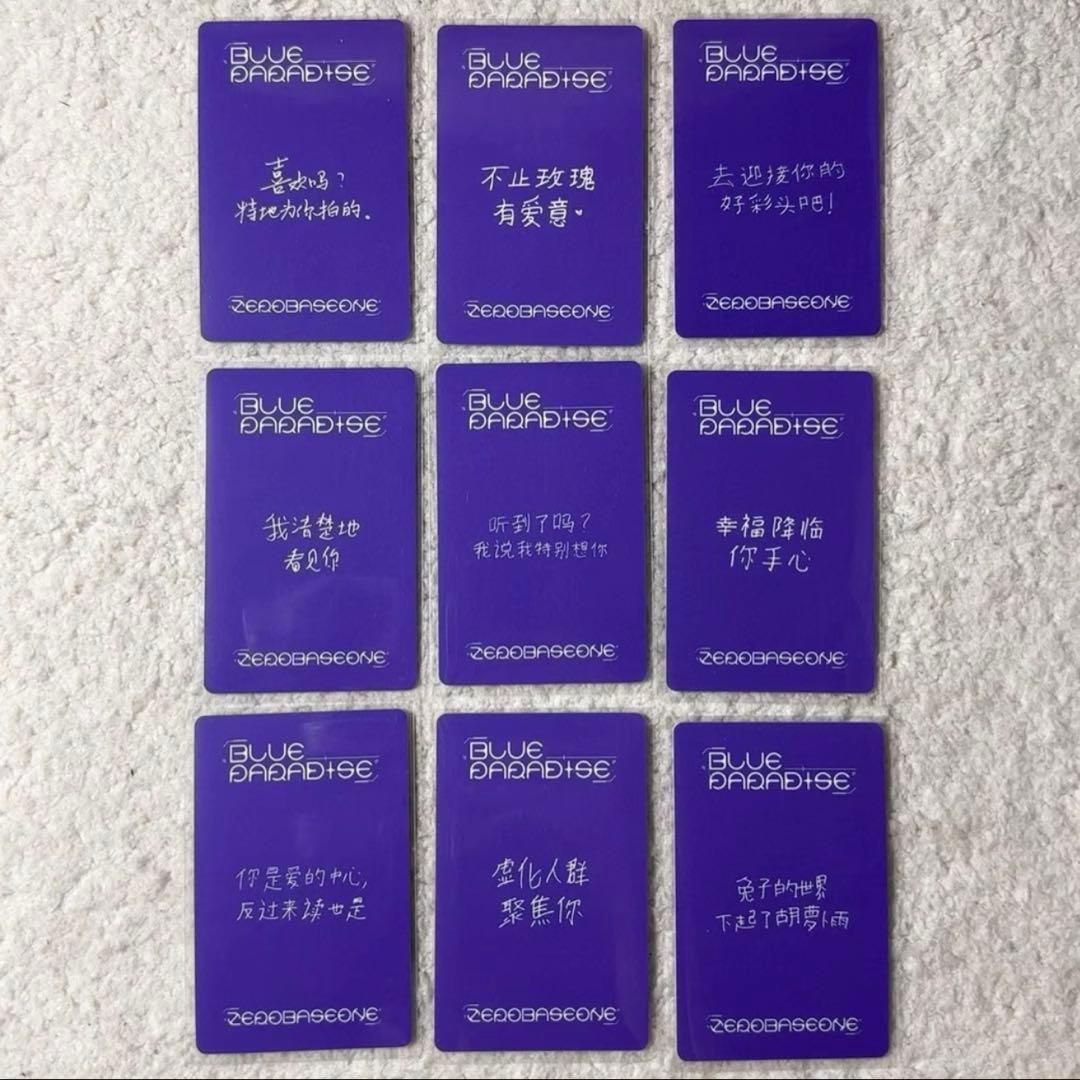 BLUE
PARADISE
喜欢吗?
特地为你拍的.
ZEROBASEONE
BLUE
PARADISE
不止玫瑰
有爱意♥
ZEROBASEONE
BLUE
PARADISE
去迎接你的
好彩头吧!
ZEROBASEONE
BLUE
PARADISE
我清楚地
看见你
ZEROBASEONE
BLUE
PARADISE
听到了吗?
我说我特别想你
ZEROBASEONE
BLUE
PARADISE
幸福降临
你手心
ZEROBASEONE
BLUE
PARADISE
你是爱的中心,
反过来读也是
ZEROBASEONE
BLUE
PARADISE
虚化人群
聚焦你
ZEROBASEONE
BLUE
PARADISE
兔子的世界
下起了胡萝卜雨
ZEROBASEONE